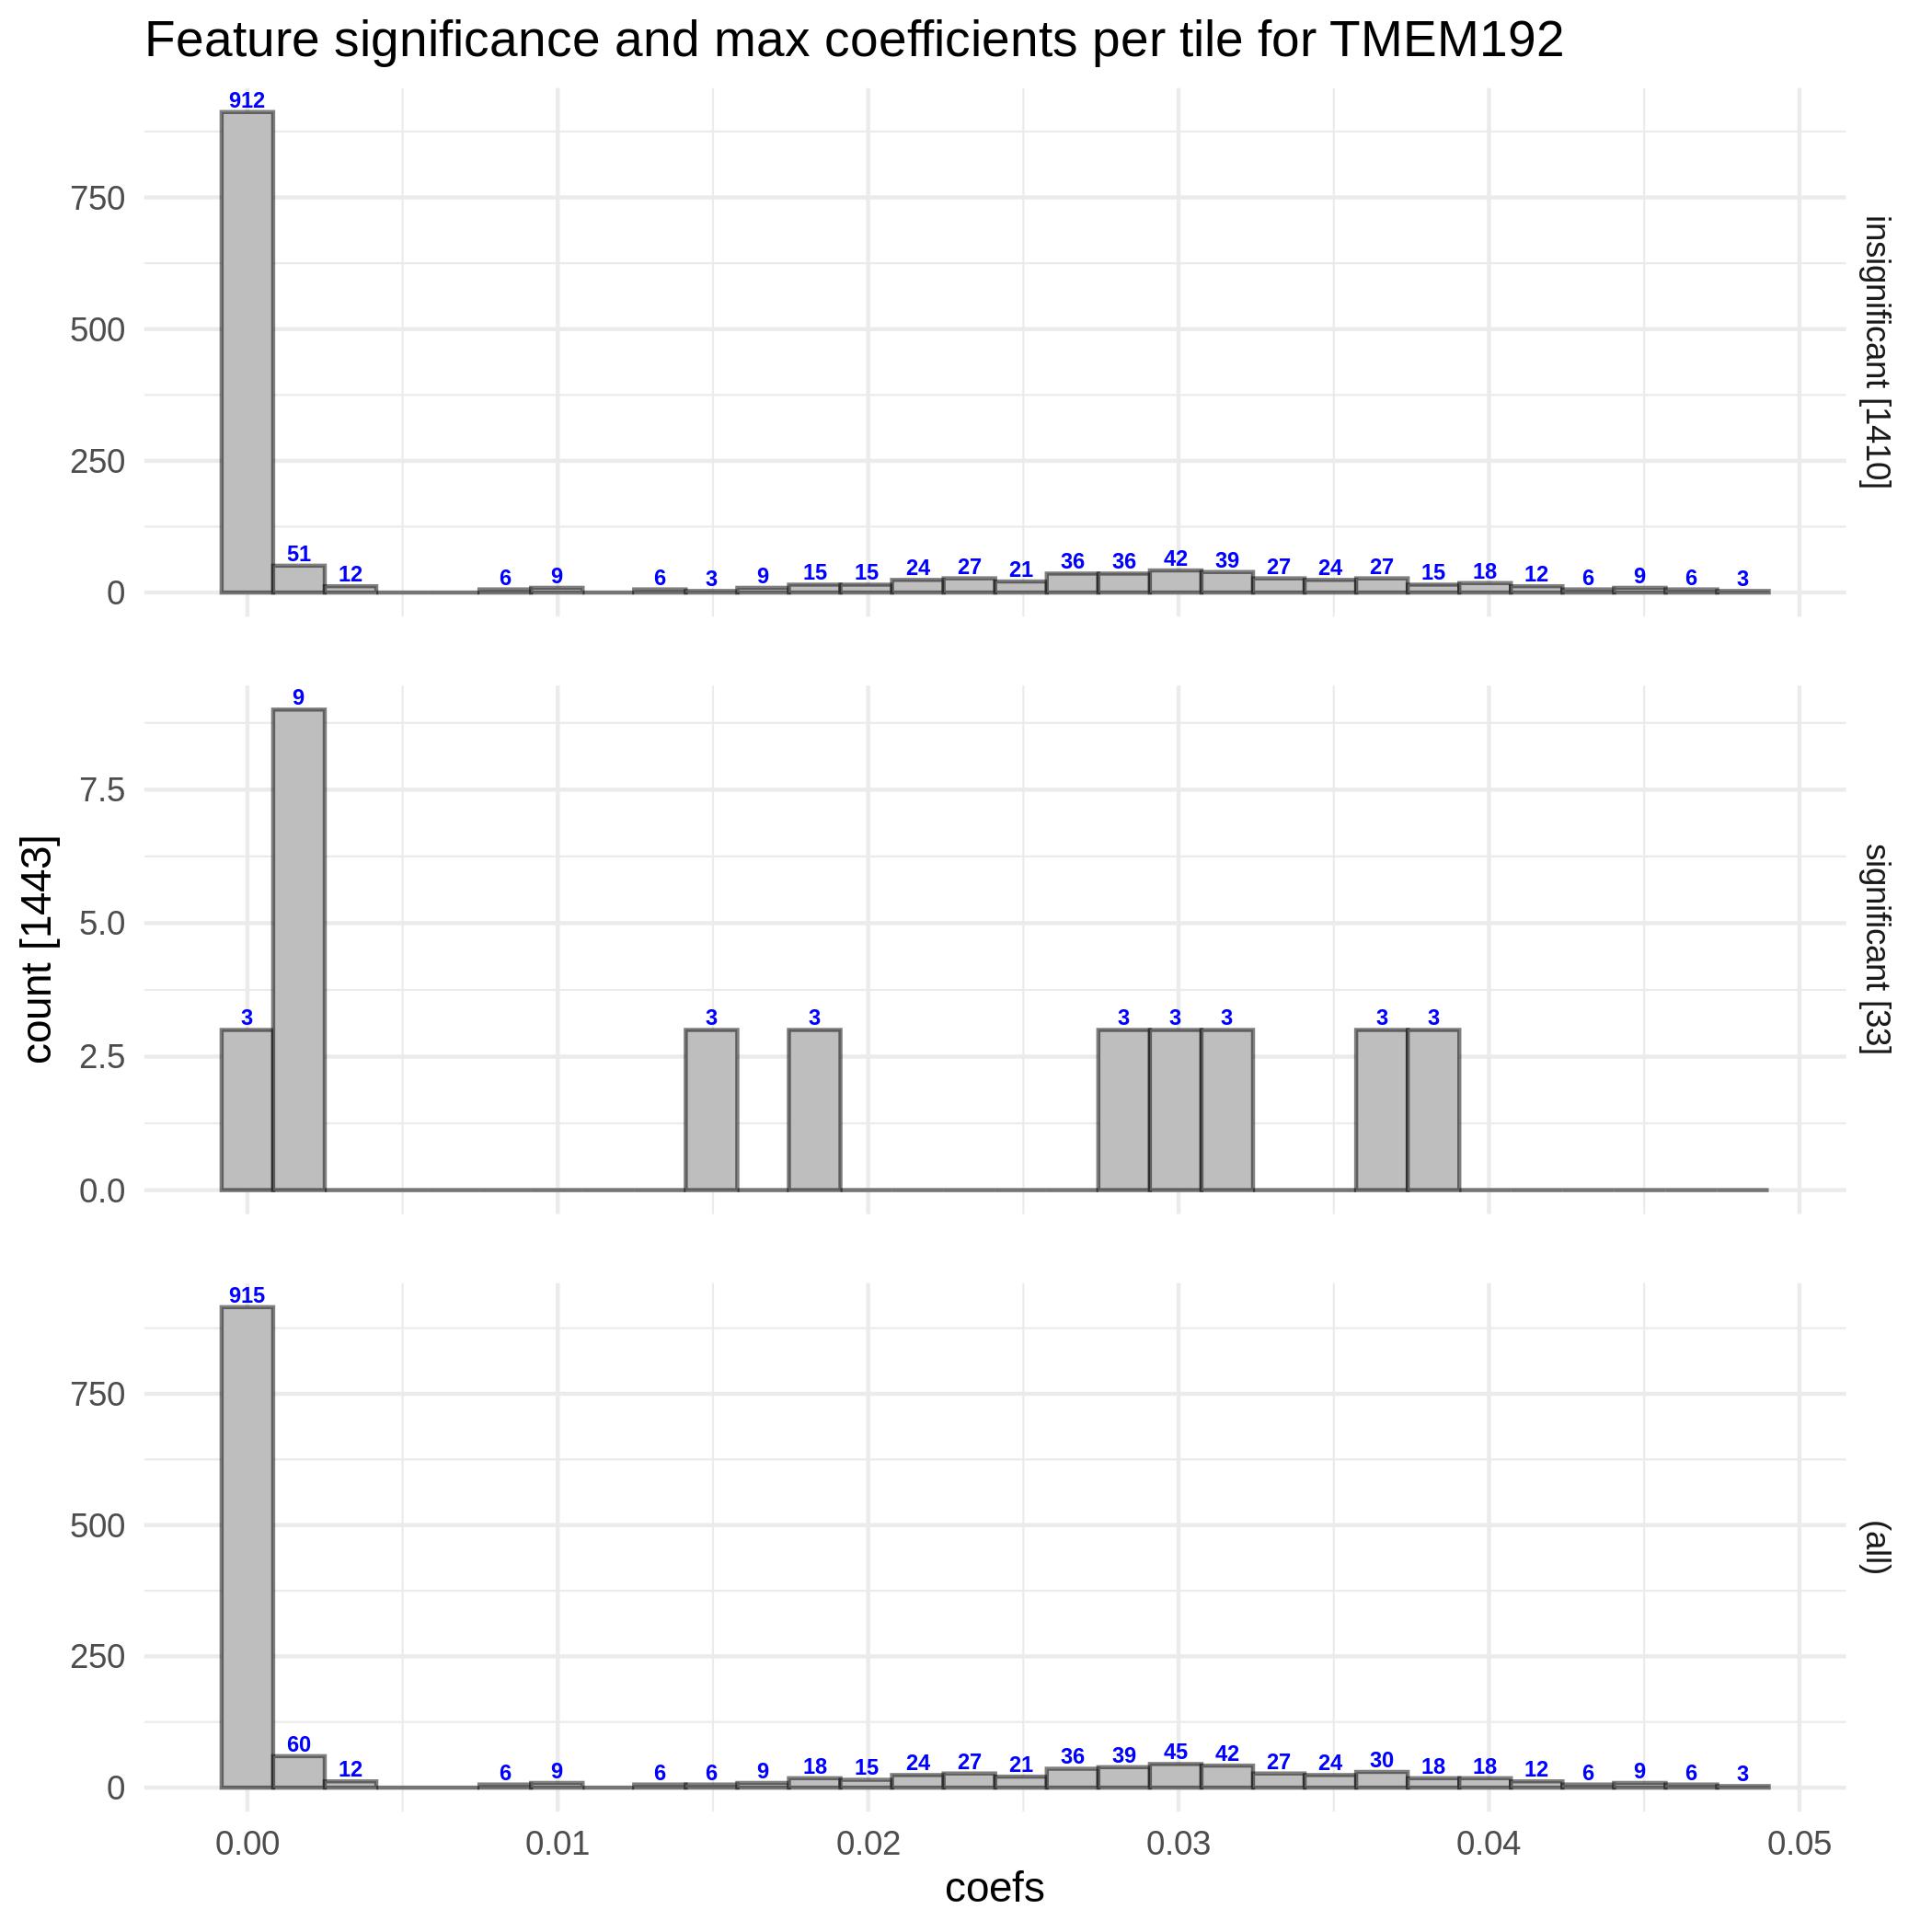 Feature significance and max coefficients per tile for TMEM192
912
750
500
250
0
51 12 6 9 6 3 9 15 15 24 27 21 36 36 42 39 27 24 27 15 18 12 6 9 6 3
insignificant [1410]
9
7.5
5.0
2.5
0.0
3 3 3 3 3 3 3 3
significant [33]
count [1443]
915
750
500
250
0
60 12 6 9 6 6 9 18 15 24 27 21 36 39 45 42 27 24 30 18 18 12 6 9 6 3
(all)
0.00 0.01 0.02 0.03 0.04 0.05
coefs